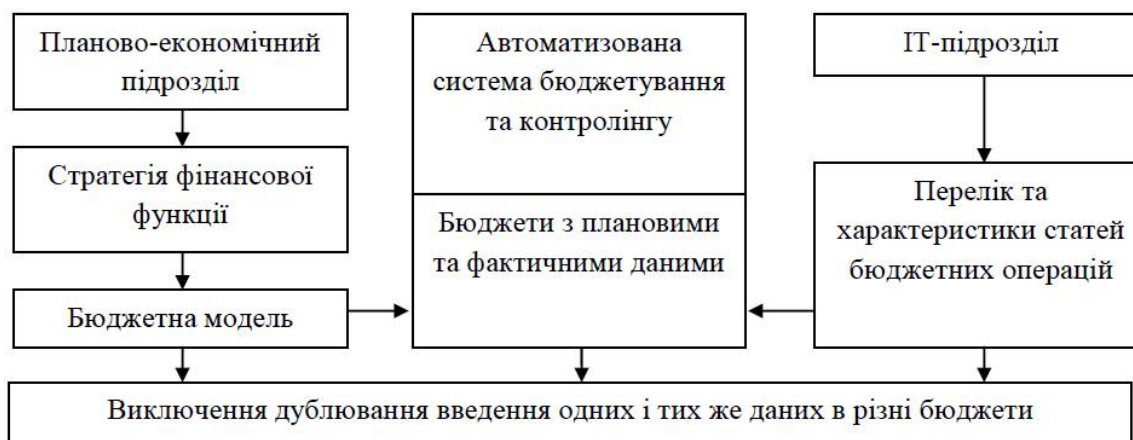 Планово-економічний
підрозділ
Стратегія фінансової
функції
Бюджетна модель
Автоматизована
система бюджетування
та контролінгу
Бюджети з плановими
та фактичними даними
ІТ-підрозділ
Перелік та
характеристики статей
бюджетних операцій
Виключення дублювання введення одних і тих же даних в різні бюджети